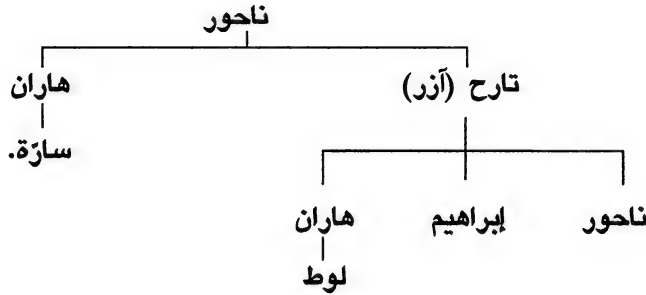 ناحور
تارح (آزر) هاران
سارّة.
ناحور إبراهيم هاران
لوط